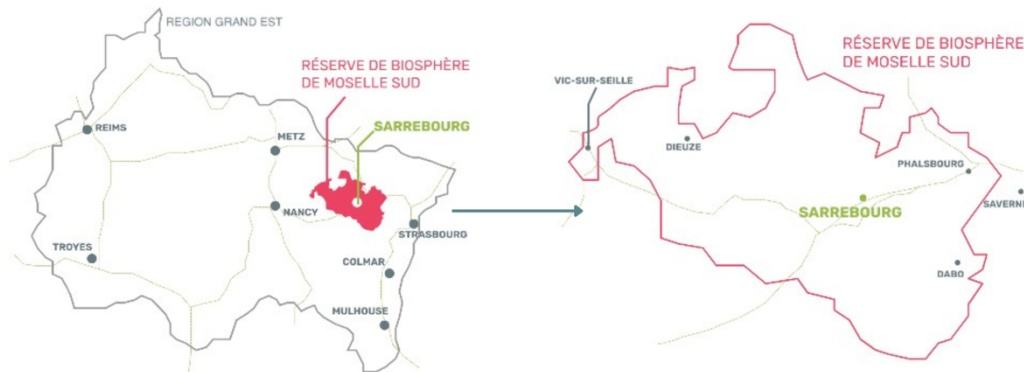 REGION GRAND EST
RÉSERVE DE BIOSPHÈRE
DE MOSELLE SUD
SARREBOURG
REIMS
METZ
NANCY
STRASBOURG
TROYES
COLMAR
MULHOUSE
RÉSERVE DE BIOSPHÈRE
DE MOSELLE SUD
VIC-SUR-SEILLE
DIEUZE
PHALSBOURG
SAVERNE
SARREBOURG
DABO